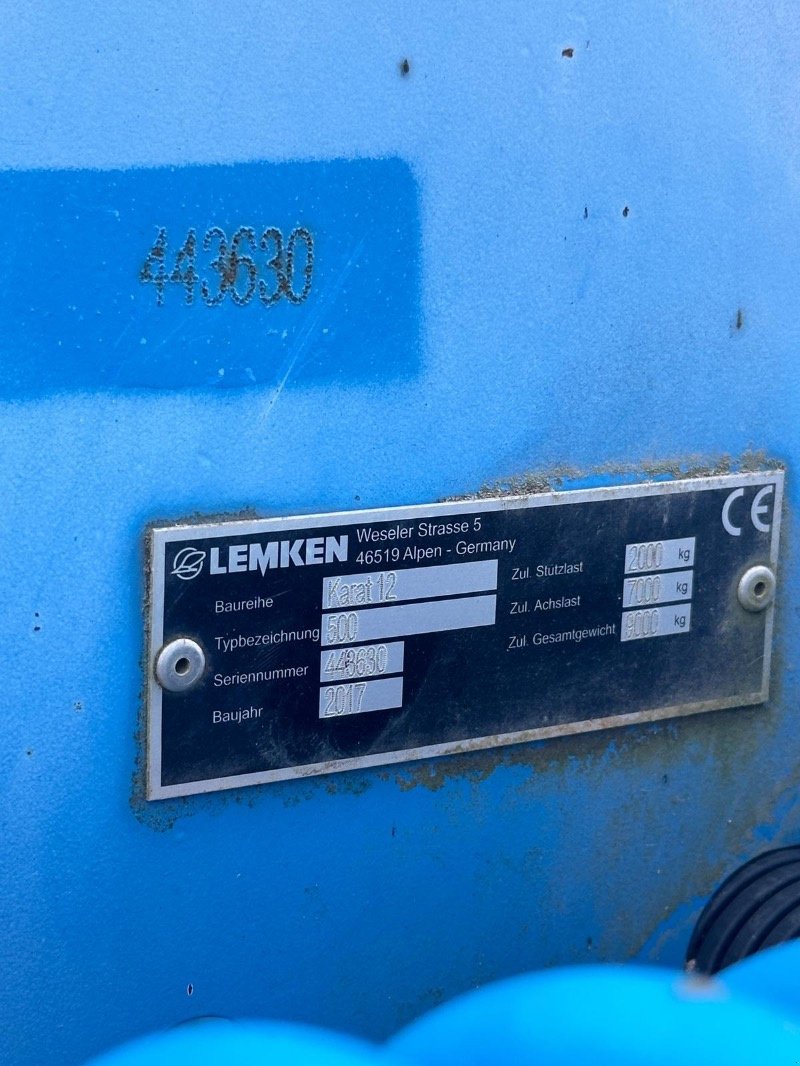 443630
LEMKEN
Weseler Strasse 5
46519 Alpen - Germany
CE
Baureihe Karat 12
Typbezeichnung 500
Seriennummer 443630
Baujahr 2017
Zul. Stützlast 2000 kg
Zul. Achslast 7000 kg
Zul. Gesamtgewicht 9000 kg